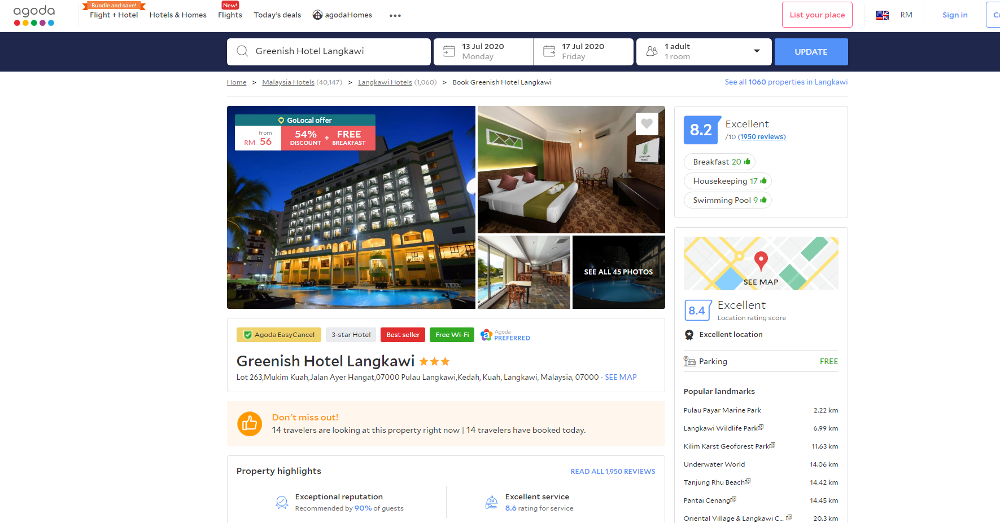 agoda
Bundle and save!
Flight + Hotel
Hotels & Homes
New!
Flights
Today's deals
agodaHomes
List your place
RM
Sign in
Greenish Hotel Langkawi
13 Jul 2020
Monday
17 Jul 2020
Friday
1 adult
1 room
UPDATE
Home > Malaysia Hotels (40,147) > Langkawi Hotels (1,060) > Book Greenish Hotel Langkawi
See all 1060 properties in Langkawi
GoLocal offer
from
RM 56
54%
DISCOUNT
+
FREE
BREAKFAST
SEE ALL 45 PHOTOS
8.2
Excellent
/10 (1950 reviews)
Breakfast 20
Housekeeping 17
Swimming Pool 9
SEE MAP
8.4
Excellent
Location rating score
Excellent location
Parking FREE
Popular landmarks
Pulau Payar Marine Park 2.22 km
Langkawi Wildlife Park 6.99 km
Kilim Karst Geoforest Park 11.63 km
Underwater World 14.06 km
Tanjung Rhu Beach 14.42 km
Pantai Cenang 14.45 km
Oriental Village & Langkawi C... 20.3 km
Agoda EasyCancel
3-star Hotel
Best seller
Free Wi-Fi
Agoda
PREFERRED
Greenish Hotel Langkawi
Lot 263,Mukim Kuah,Jalan Ayer Hangat,07000 Pulau Langkawi,Kedah, Kuah, Langkawi, Malaysia, 07000 - SEE MAP
Don't miss out!
14 travelers are looking at this property right now | 14 travelers have booked today.
Property highlights
READ ALL 1,950 REVIEWS
Exceptional reputation
Recommended by 90% of guests
24
Excellent service
8.6 rating for service